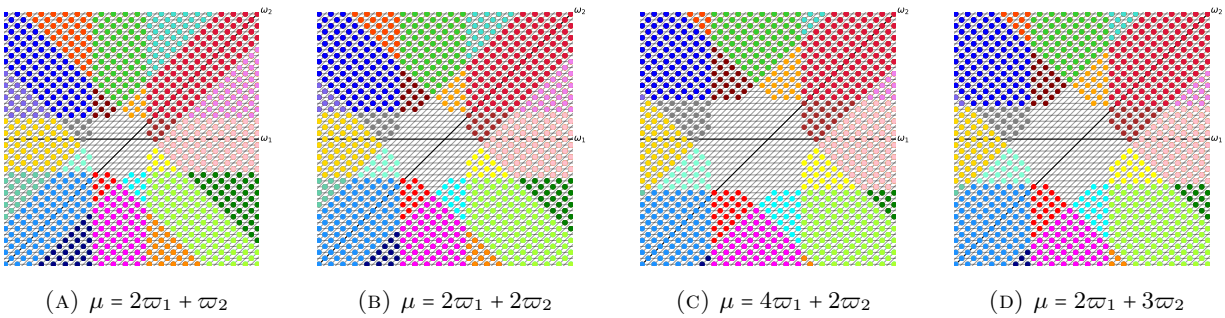 ω₂ ω₂ ω₂ ω₂
ω₁ ω₁ ω₁ ω₁
(A) μ = 2ϖ₁ + ϖ₂ (B) μ = 2ϖ₁ + 2ϖ₂ (C) μ = 4ϖ₁ + 2ϖ₂ (D) μ = 2ϖ₁ + 3ϖ₂